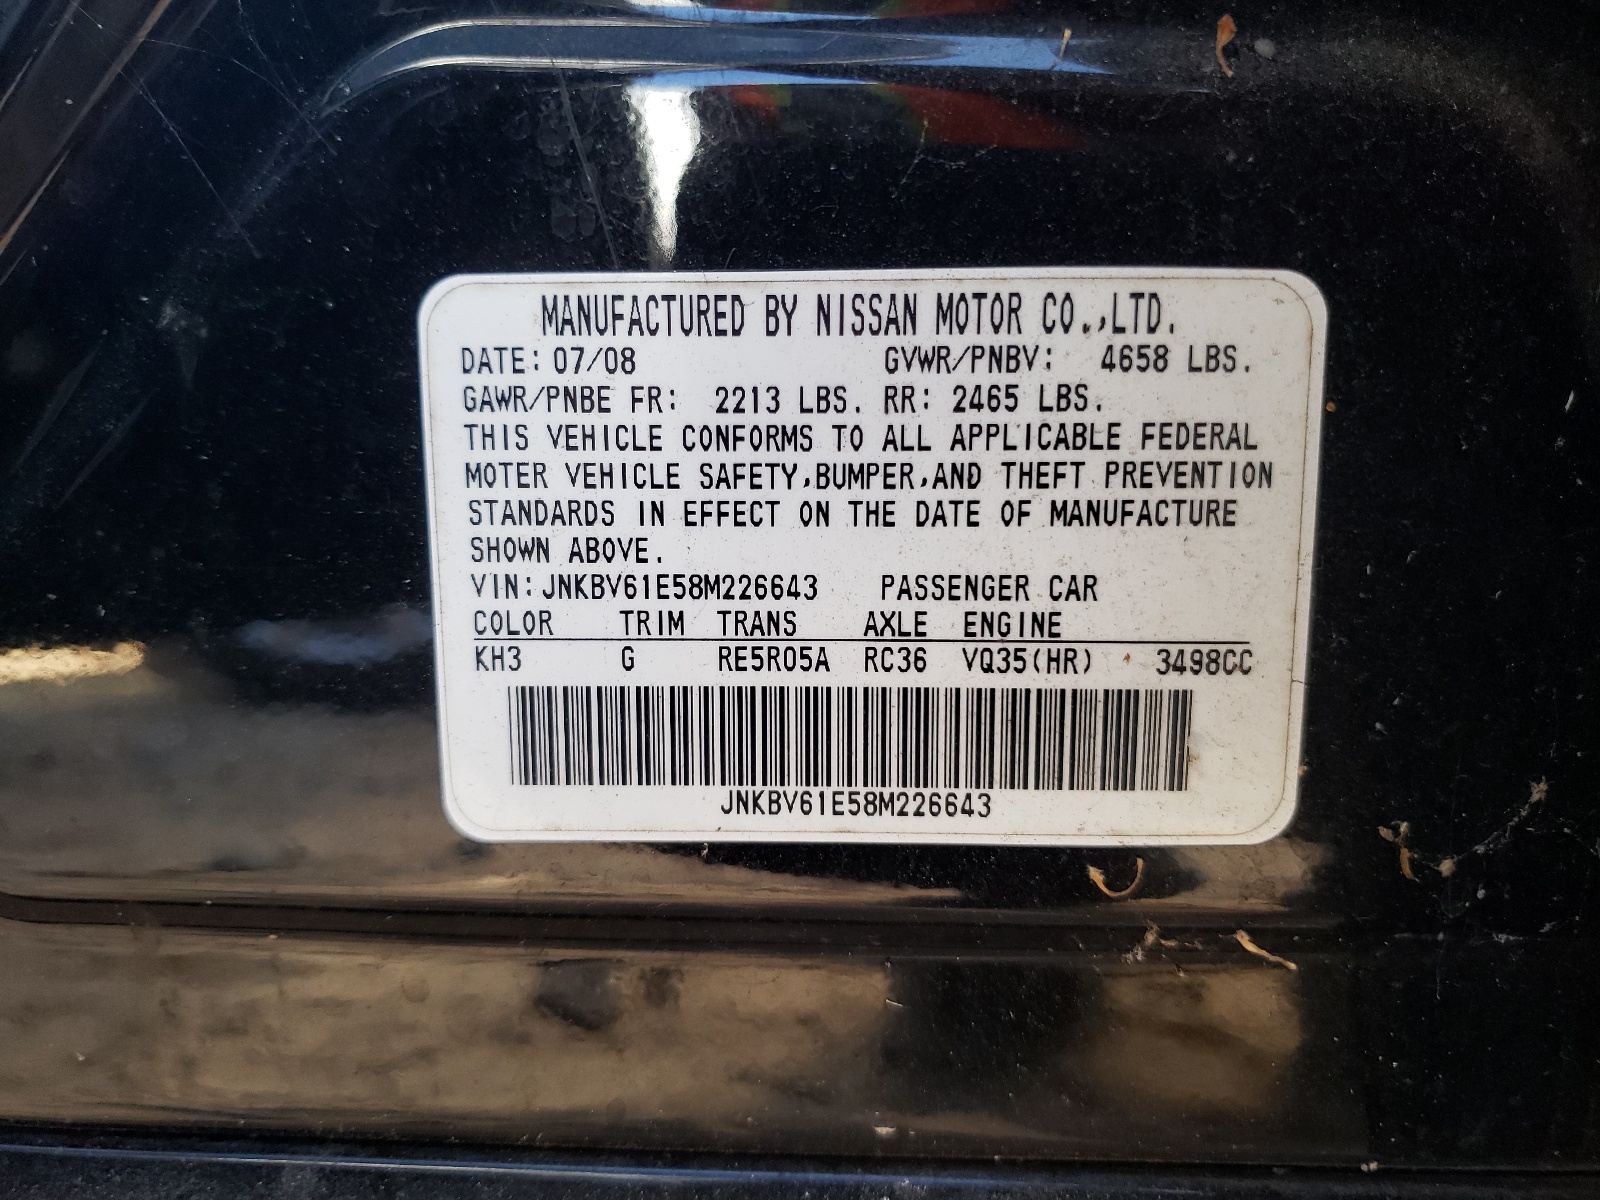 MANUFACTURED BY NISSAN MOTOR CO.,LTD.
DATE: 07/08 GVWR/PNBV: 4658 LBS.
GAWR/PNBE FR: 2213 LBS. RR: 2465 LBS.
THIS VEHICLE CONFORMS TO ALL APPLICABLE FEDERAL
MOTER VEHICLE SAFETY,BUMPER,AND THEFT PREVENTION
STANDARDS IN EFFECT ON THE DATE OF MANUFACTURE
SHOWN ABOVE.
VIN:JNKBV61E58M226643 PASSENGER CAR
COLOR TRIM TRANS AXLE ENGINE
KH3 G RE5R05A RC36 VQ35(HR) 3498CC
JNKBV61E58M226643